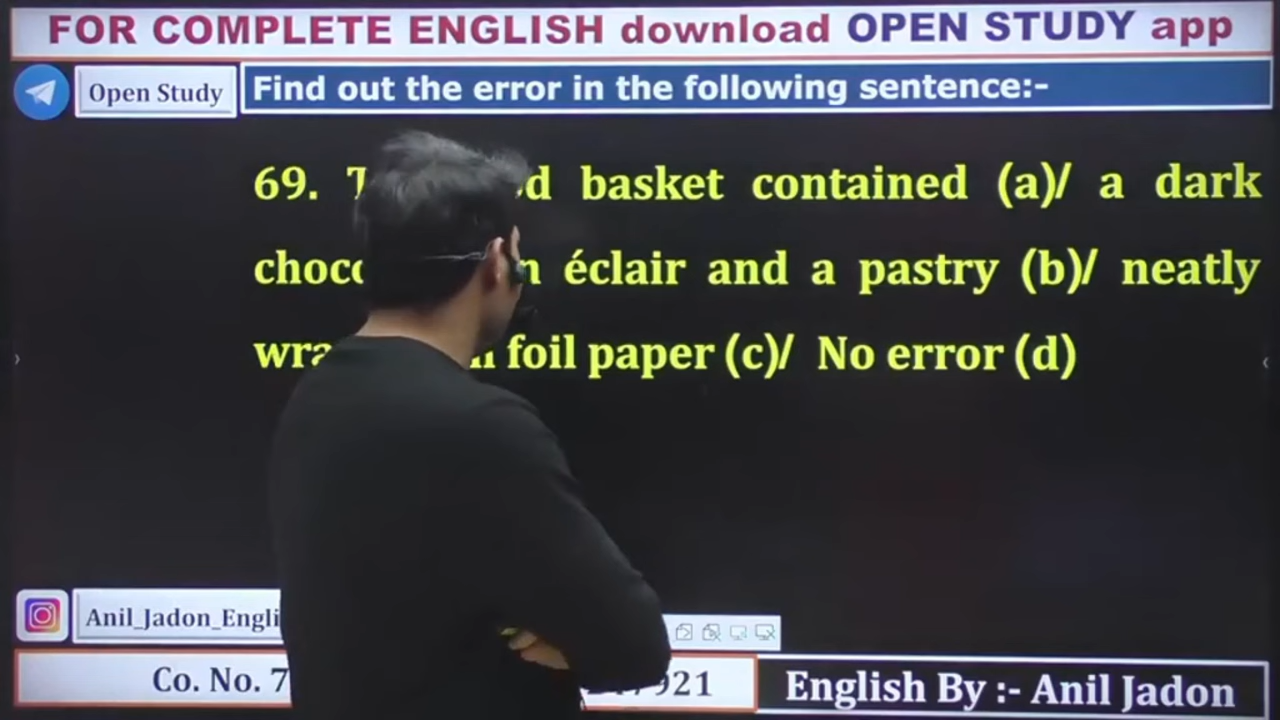 FOR COMPLETE ENGLISH download OPEN STUDY app
Open Study
Find out the error in the following sentence:-
69. basket contained (a)/ a dark
éclair and a pastry (b)/ neatly
foil paper (c)/ No error (d)
Co. No.
English By :- Anil Jadon